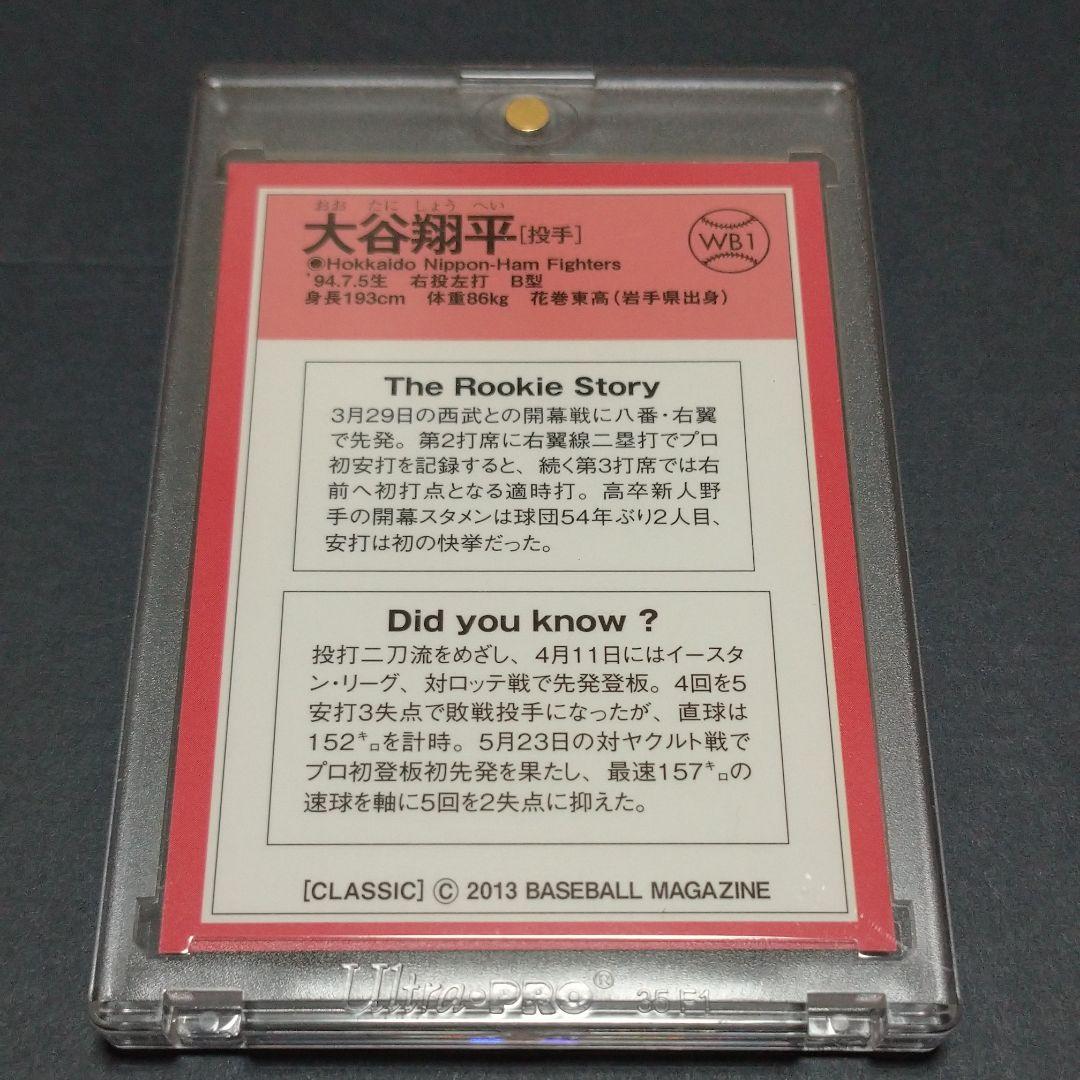 おお たに しょう へい
大谷翔平[投手]
WB1
●Hokkaido Nippon-Ham Fighters
'94.7.5生 右投左打 B型
身長193cm 体重86kg 花巻東高(岩手県出身)
The Rookie Story
3月29日の西武との開幕戦に八番・右翼
で先発。第2打席に右翼線二塁打でプロ
初安打を記録すると、続く第3打席では右
前へ初打点となる適時打。高卒新人野
手の開幕スタメンは球団54年ぶり2人目、
安打は初の快挙だった。
Did you know ?
投打二刀流をめざし、4月11日にはイースタ
ン・リーグ、対ロッテ戦で先発登板。4回を5
安打3失点で敗戦投手になったが、直球は
152㌔を計時。5月23日の対ヤクルト戦で
プロ初登板初先発を果たし、最速157㌔の
速球を軸に5回を2失点に抑えた。
[CLASSIC] © 2013 BASEBALL MAGAZINE
Ultra•PRO® 35 F1